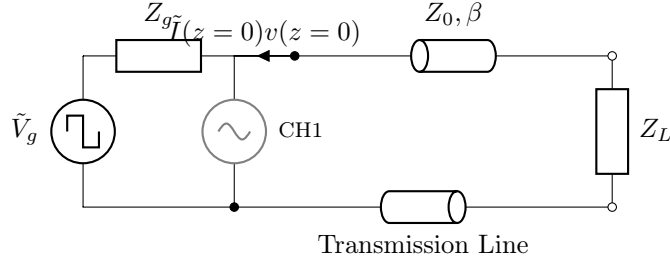 Z_g Ĩ(z = 0)v(z = 0) Z_0, β
Ṽ_g CH1 Z_L
Transmission Line